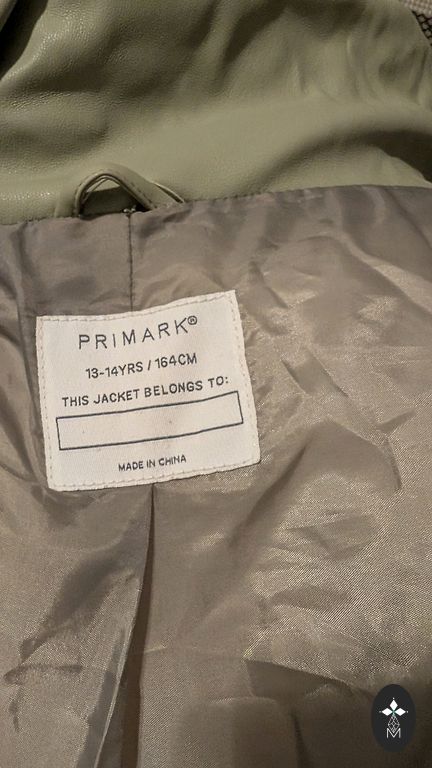 PRIMARK®
13-14YRS / 164CM
THIS JACKET BELONGS TO:
MADE IN CHINA